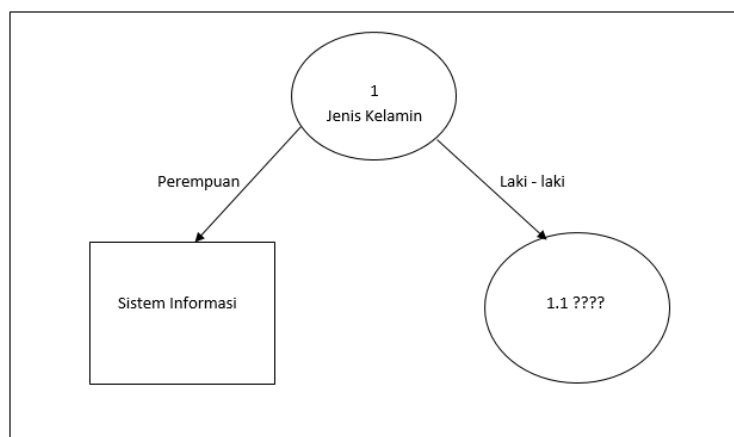 1
Jenis Kelamin
Perempuan
Laki - laki
Sistem Informasi
1.1 ????